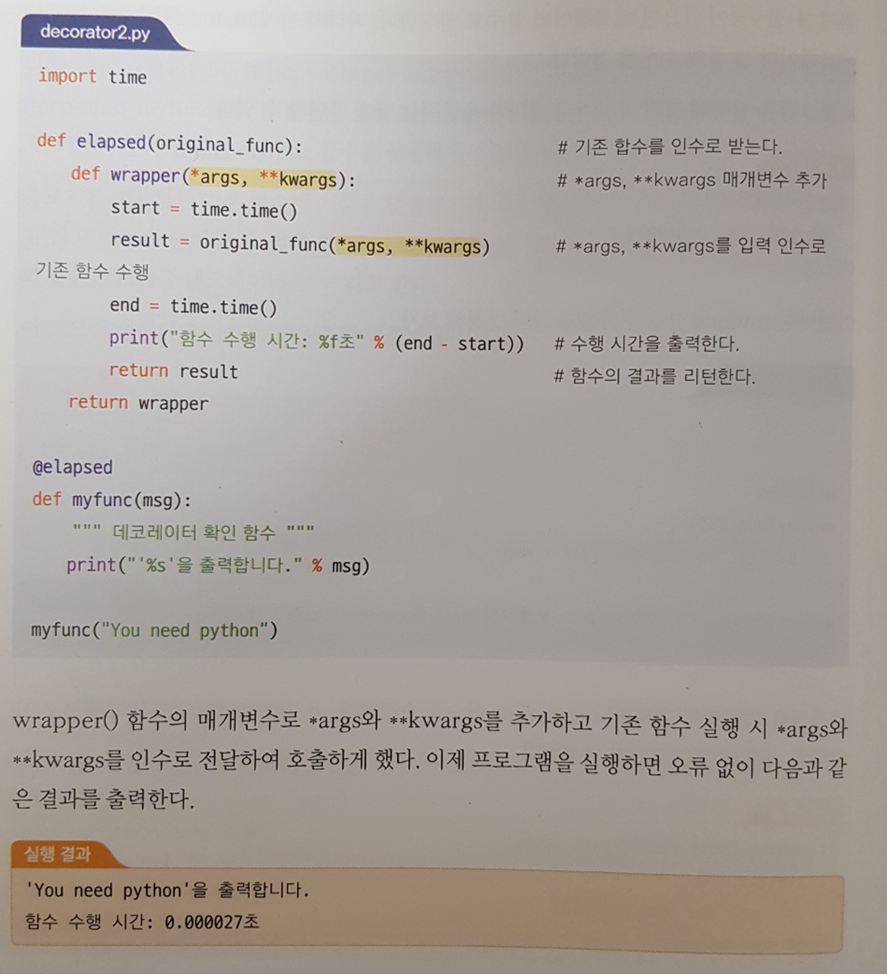 decorator2.py
import time
def elapsed(original_func): # 기존 합수를 인수로 받는다.
def wrapper(*args, **kwargs): # *args, **kwargs 매개변수 추가
start = time.time()
result = original_func(*args, **kwargs) # *args, **kwargs를 입력 인수로
기존 함수 수행
end = time.time()
print("함수 수행 시간: %f초" % (end - start)) # 수행 시간을 출력한다.
return result # 함수의 결과를 리턴한다.
return wrapper
@elapsed
def myfunc(msg):
""" 데코레이터 확인 함수 """
print("'%s'을 출력합니다." % msg)
myfunc("You need python")
wrapper() 함수의 매개변수로 *args와 **kwargs를 추가하고 기존 함수 실행 시 *args와
**kwargs를 인수로 전달하여 호출하게 했다. 이제 프로그램을 실행하면 오류 없이 다음과 같
은 결과를 출력한다.
실행 결과
'You need python'을 출력합니다.
함수 수행 시간: 0.000027초